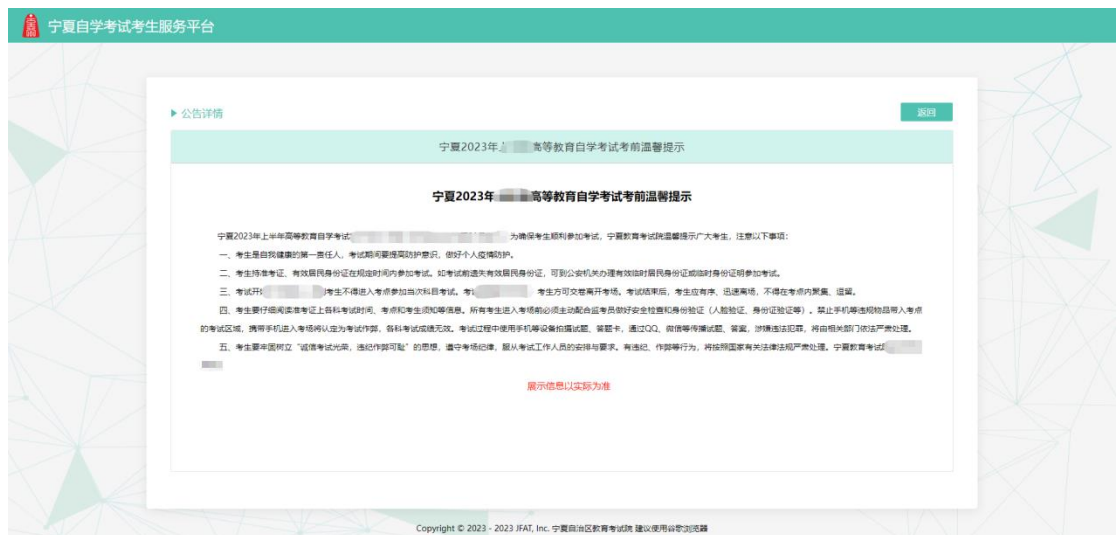 宁夏自学考试考生服务平台
公告详情
返回
宁夏2023年 高等教育自学考试考前温馨提示
宁夏2023年 高等教育自学考试考前温馨提示
宁夏2023年上半年高等教育自学考试 为确保考生顺利参加考试，宁夏教育考试院温馨提示广大考生，注意以下事项：
一、考生是自我健康的第一责任人，考试期间要提高防护意识，做好个人疫情防护。
二、考生持准考证、有效居民身份证在规定时间内参加考试。如考试前遗失有效居民身份证，可到公安机关办理有效临时居民身份证或临时身份证明参加考试。
三、考试开 考生不得进入考点参加当次科目考试。考 考生方可交卷离开考场。考试结束后，考生应有序、迅速离场，不得在考点内聚集、逗留。
四、考生要仔细阅读准考证上各科考试时间、考点和考生须知等信息。所有考生进入考场前必须主动配合监考员做好安全检查和身份验证（人脸验证、身份证验证等）。禁止手机等违规物品带入考点
的考试区域，携带手机进入考场将认定为考试作弊，各科考试成绩无效。考试过程中使用手机等设备拍摄试题、答题卡，通过QQ、微信等传播试题、答案，涉嫌违法犯罪，将由相关部门依法严肃处理。
五、考生要牢固树立“诚信考试光荣，违纪作弊可耻”的思想，遵守考场纪律，服从考试工作人员的安排与要求。有违纪、作弊等行为，将按照国家有关法律法规严肃处理。宁夏教育考试
展示信息以实际为准
Copyright © 2023 - 2023 JFAT, Inc. 宁夏自治区教育考试院 建议使用谷歌浏览器